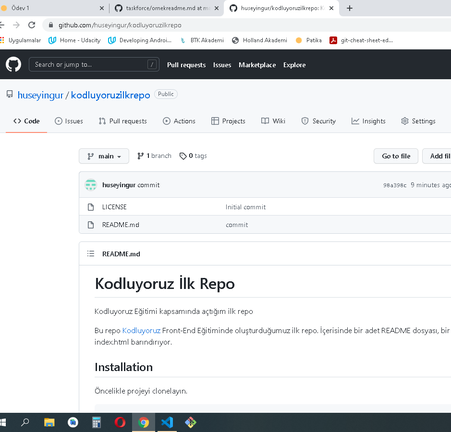 Ödev 1
taskforce/ornekreadme.md at m
huseyingur/kodluyoruzilkrepo:
github.com/huseyingur/kodluyoruzilkrepo
Uygulamalar
Home - Udacity
Developing Androi...
BTK Akademi
Holland Akademi
Patika
git-cheat-sheet-ed...
Search or jump to...
/
Pull requests
Issues
Marketplace
Explore
huseyingur / kodluyoruzilkrepo
Public
Code
Issues
Pull requests
Actions
Projects
Wiki
Security
Insights
Settings
main
1 branch
0 tags
Go to file
Add fil
huseyingur commit
98a398c
9 minutes ago
LICENSE
Initial commit
README.md
commit
README.md
Kodluyoruz İlk Repo
Kodluyoruz Eğitimi kapsamında açtığım ilk repo
Bu repo Kodluyoruz Front-End Eğitiminde oluşturduğumuz ilk repo. İçerisinde bir adet README dosyası, bir
index.html barındırıyor.
Installation
Öncelikle projeyi clonelayın.